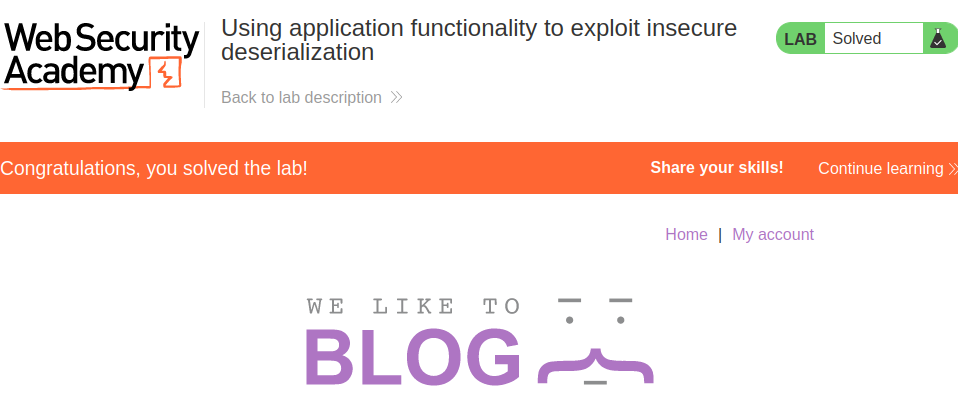 Web Security
Academy
Using application functionality to exploit insecure
deserialization
Back to lab description
LAB Solved
Congratulations, you solved the lab!
Share your skills!
Continue learning
Home | My account
WE LIKE TO
BLOG